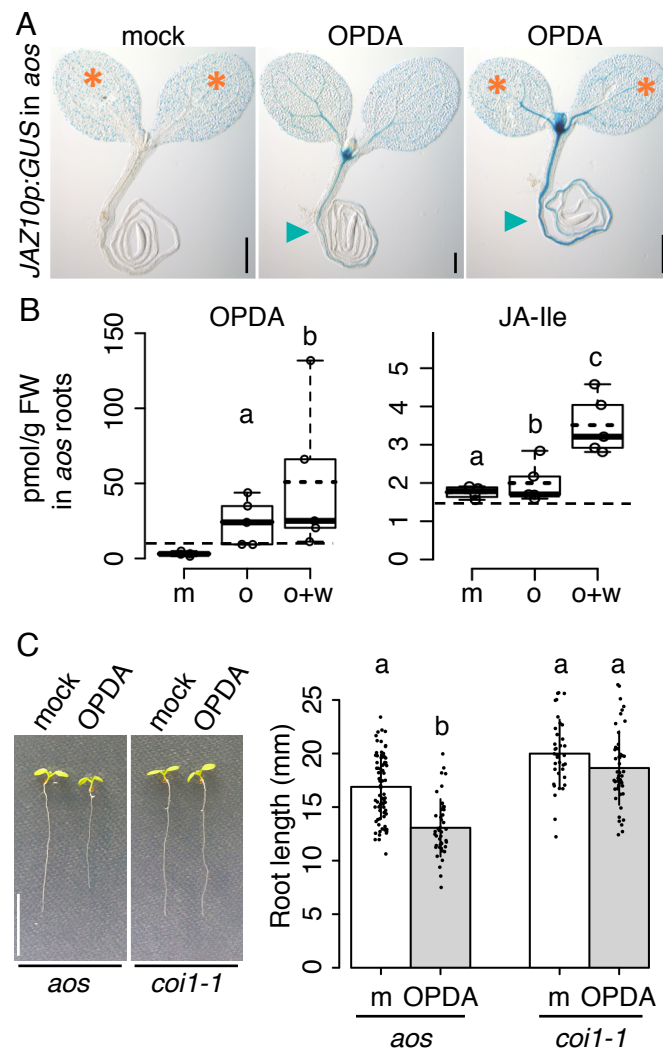 A
mock
OPDA
OPDA
JAZ10p:GUS in aos
*
*
*
*
B
OPDA
JA-Ile
pmol/g FW
in aos roots
150
100
50
0
a
b
m
o
o+w
5
4
3
2
1
0
a
b
c
m
o
o+w
C
mock
OPDA
mock
OPDA
aos
coi1-1
Root length (mm)
25
20
15
10
5
0
a
b
a
a
m
OPDA
m
OPDA
aos
coi1-1